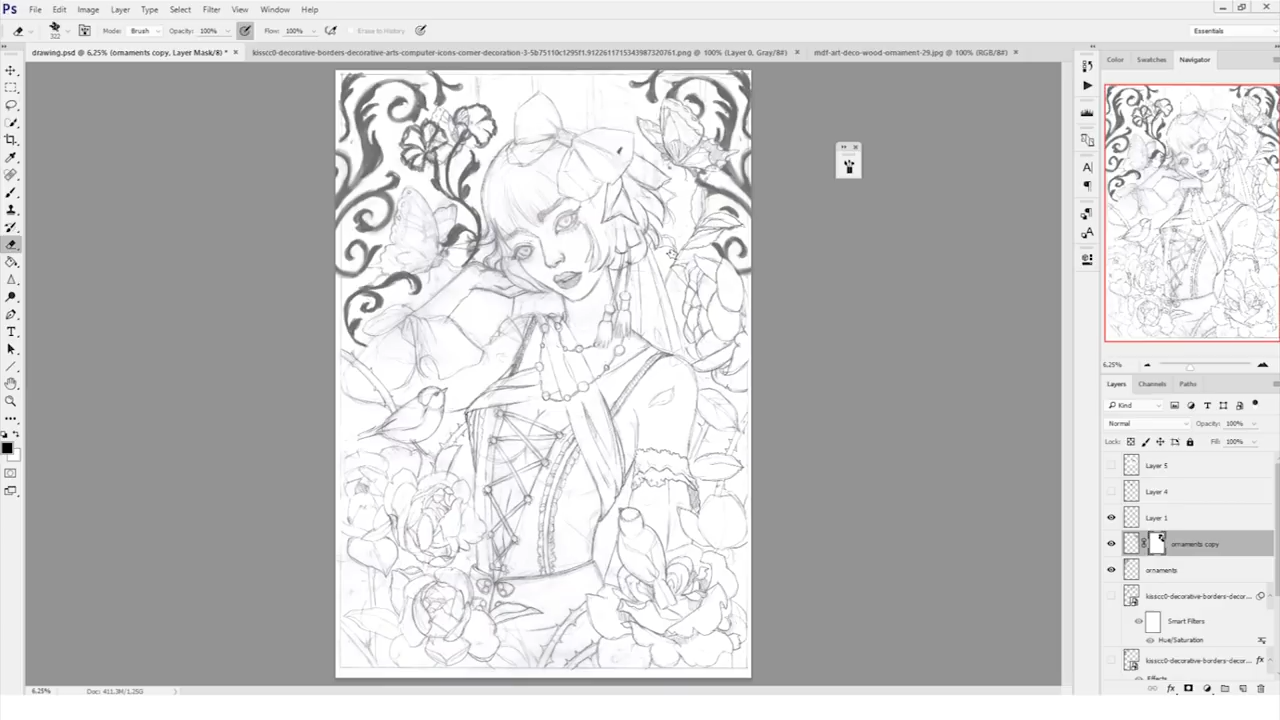 Ps File Edit Image Layer Type Select Filter View Window Help
322 Mode: Brush Opacity: 100% Flow: 100% Erase to History Essentials
drawing.psd @ 6,25% (ornaments copy, Layer Mask/8) * × kisscc0-decorative-borders-decorative-arts-computer-icons-corner-decoration-3-5b75110c1295f1.9122611715343987320761.png @ 100% (Layer 0, Gray/8#) × mdf-art-deco-wood-ornament-29.jpg @ 100% (RGB/8#) ×
Color Swatches Navigator
6,25%
Layers Channels Paths
Kind
Normal Opacity: 100%
Lock: Fill: 100%
Layer 5
Layer 4
Layer 1
ornaments copy
ornaments
kisscc0-decorative-borders-decor...
Smart Filters
Hue/Saturation
kisscc0-decorative-borders-decor... fx
Effects
6,25% Doc: 411,3M/1,25G
fx